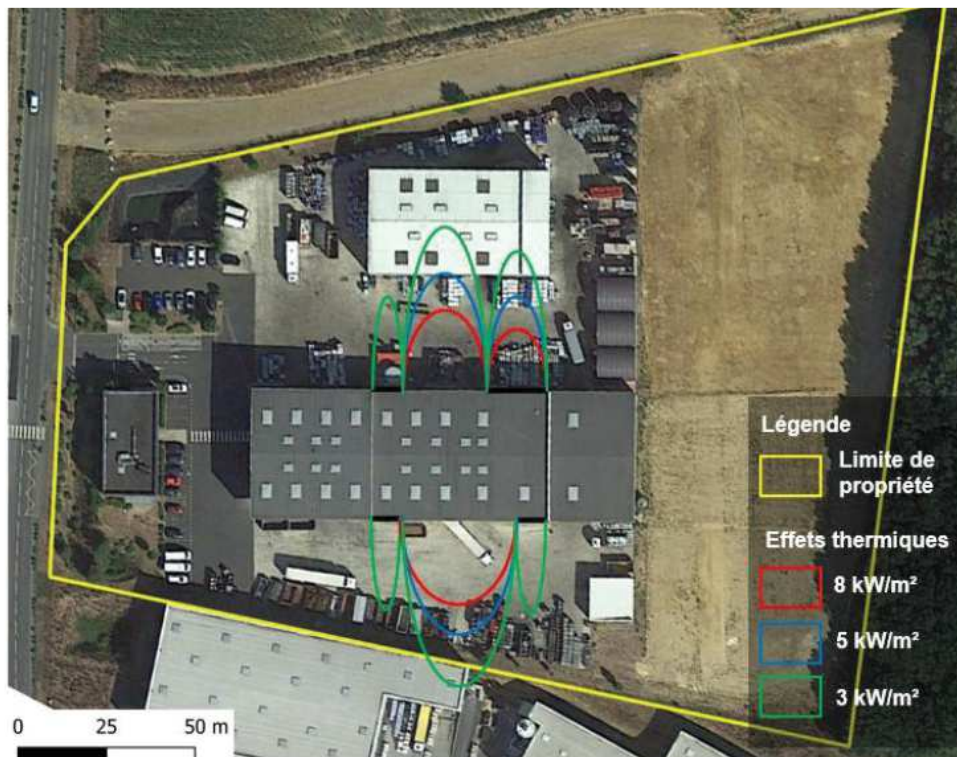 Légende
Limite de
propriété
Effets thermiques
8 kW/m²
5 kW/m²
3 kW/m²
0 25 50 m